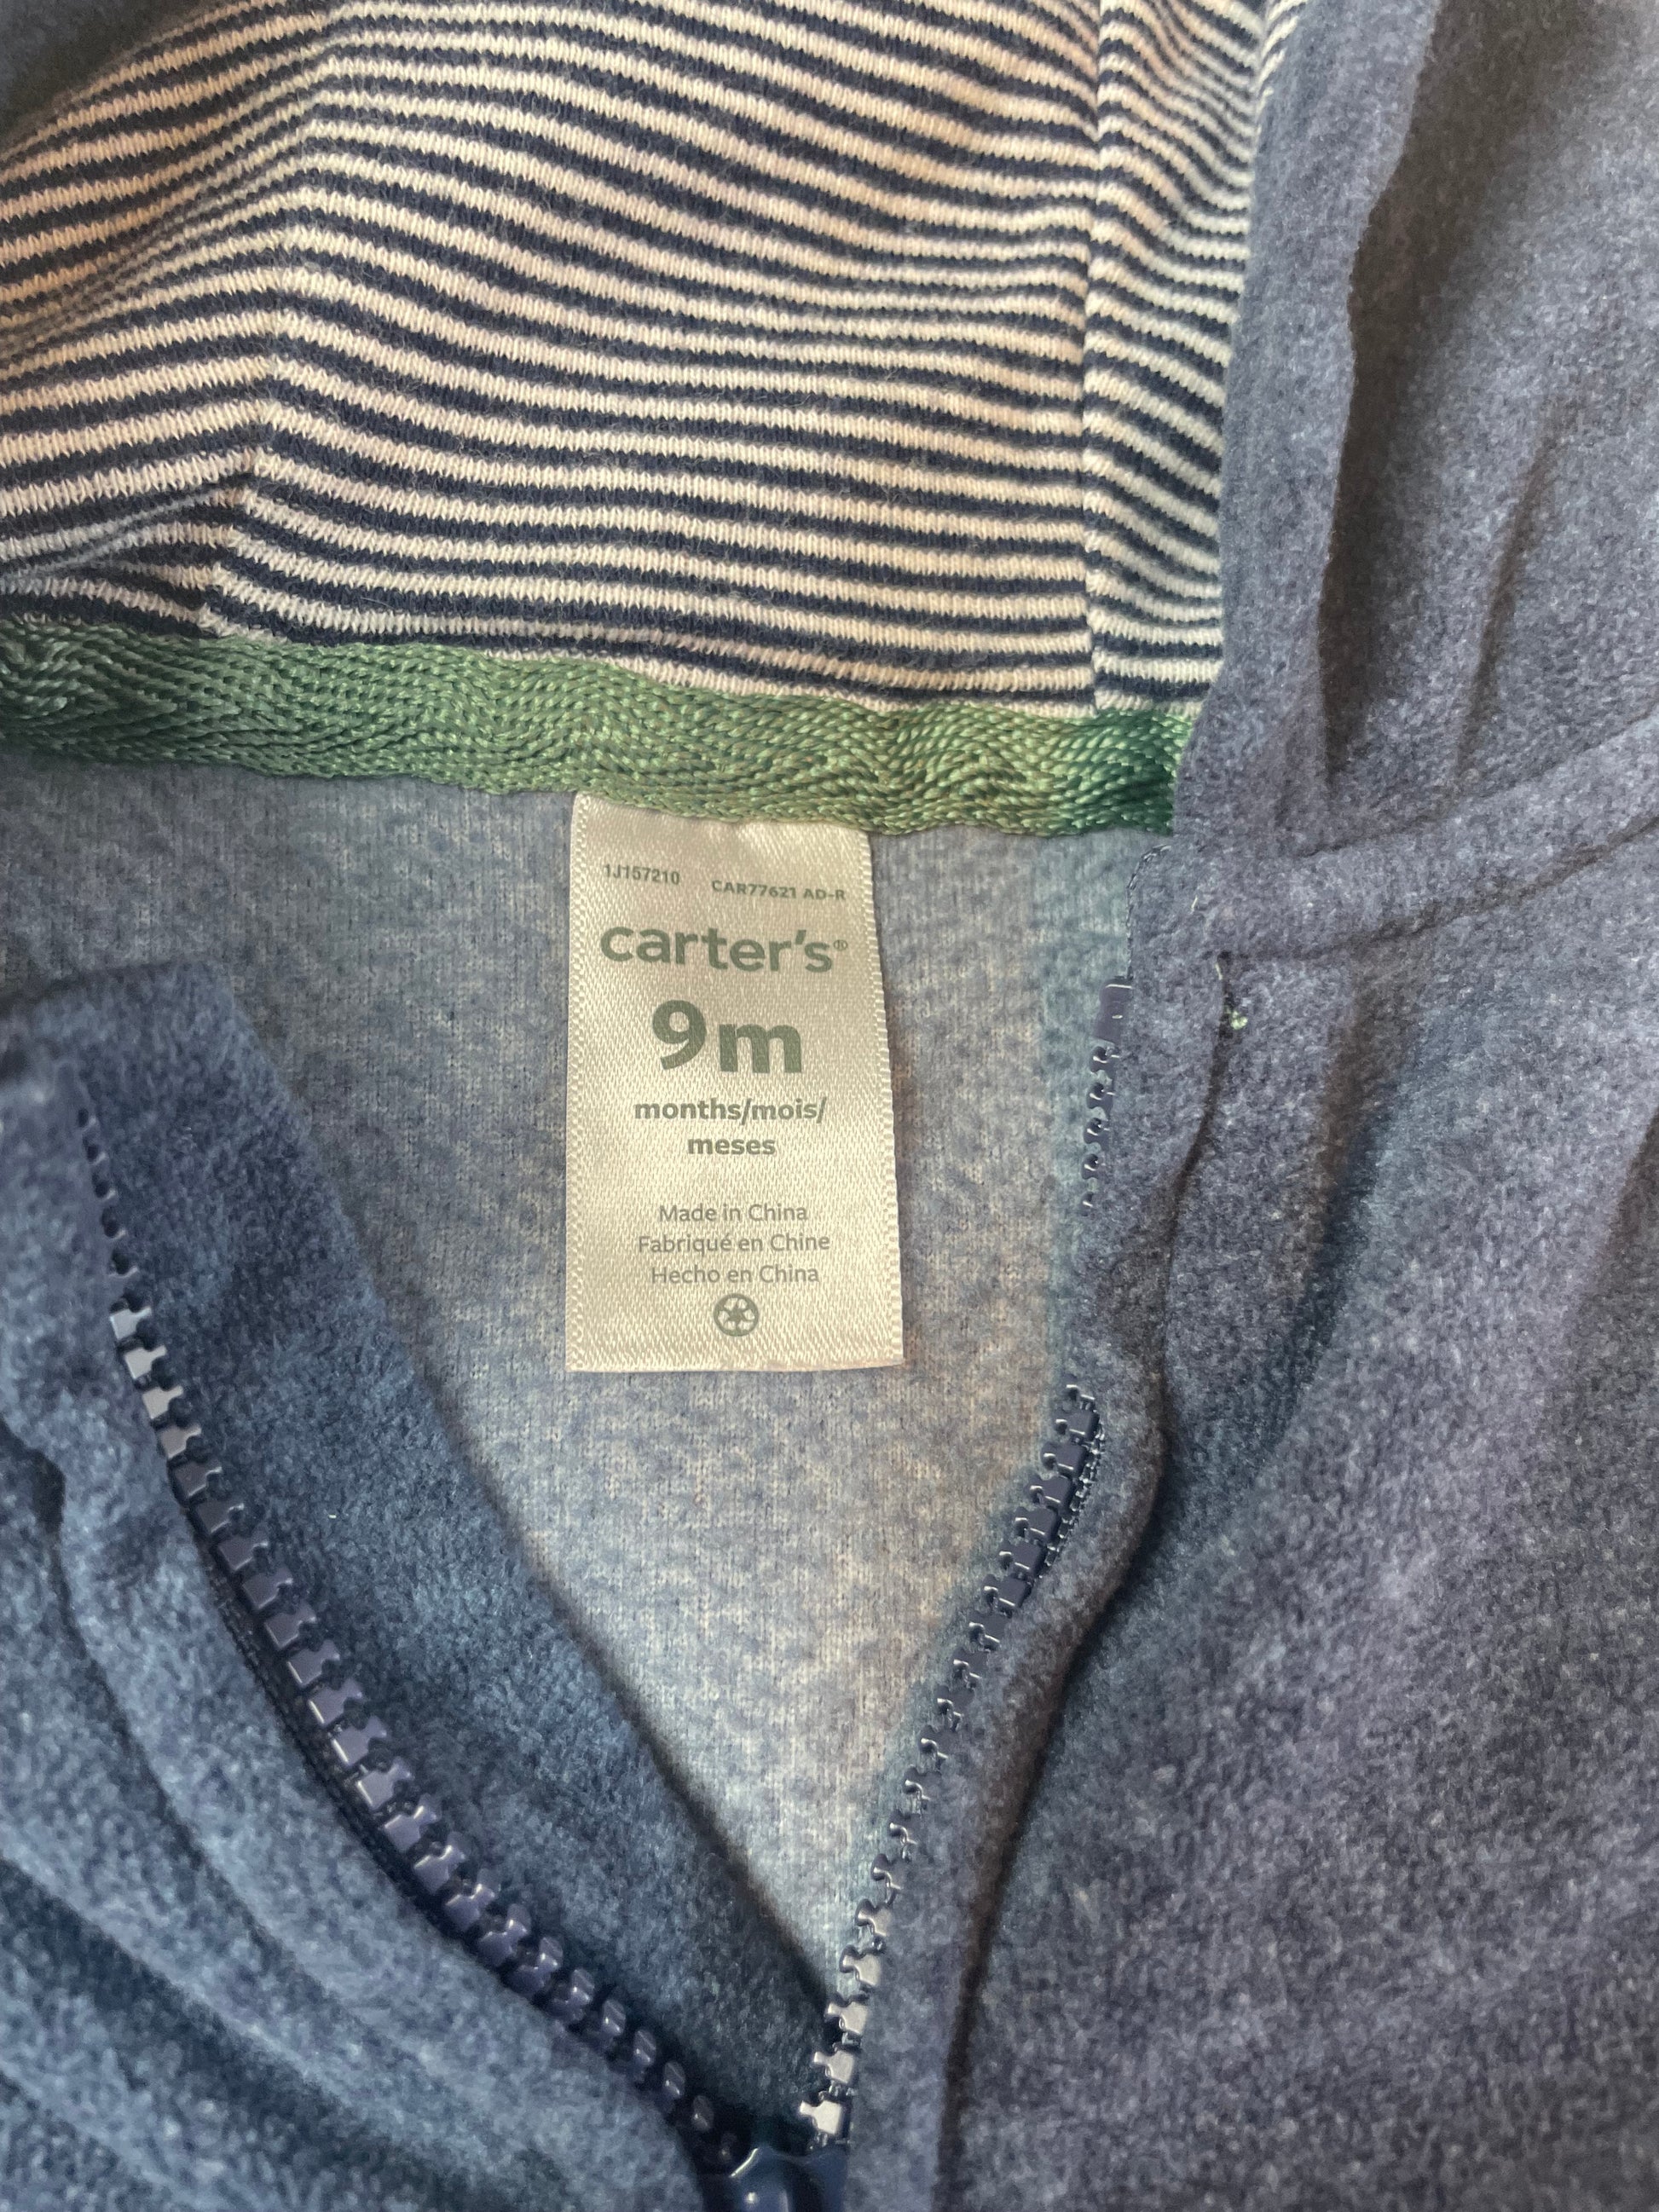 1J157210 CAR77621 AD-R
carter's®
9m
months/mois/
meses
Made in China
Fabriqué en Chine
Hecho en China